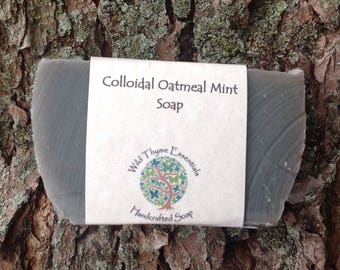 Colloidal Oatmeal Mint
Soap
Wild Thyme Essentials
Handcrafted Soap